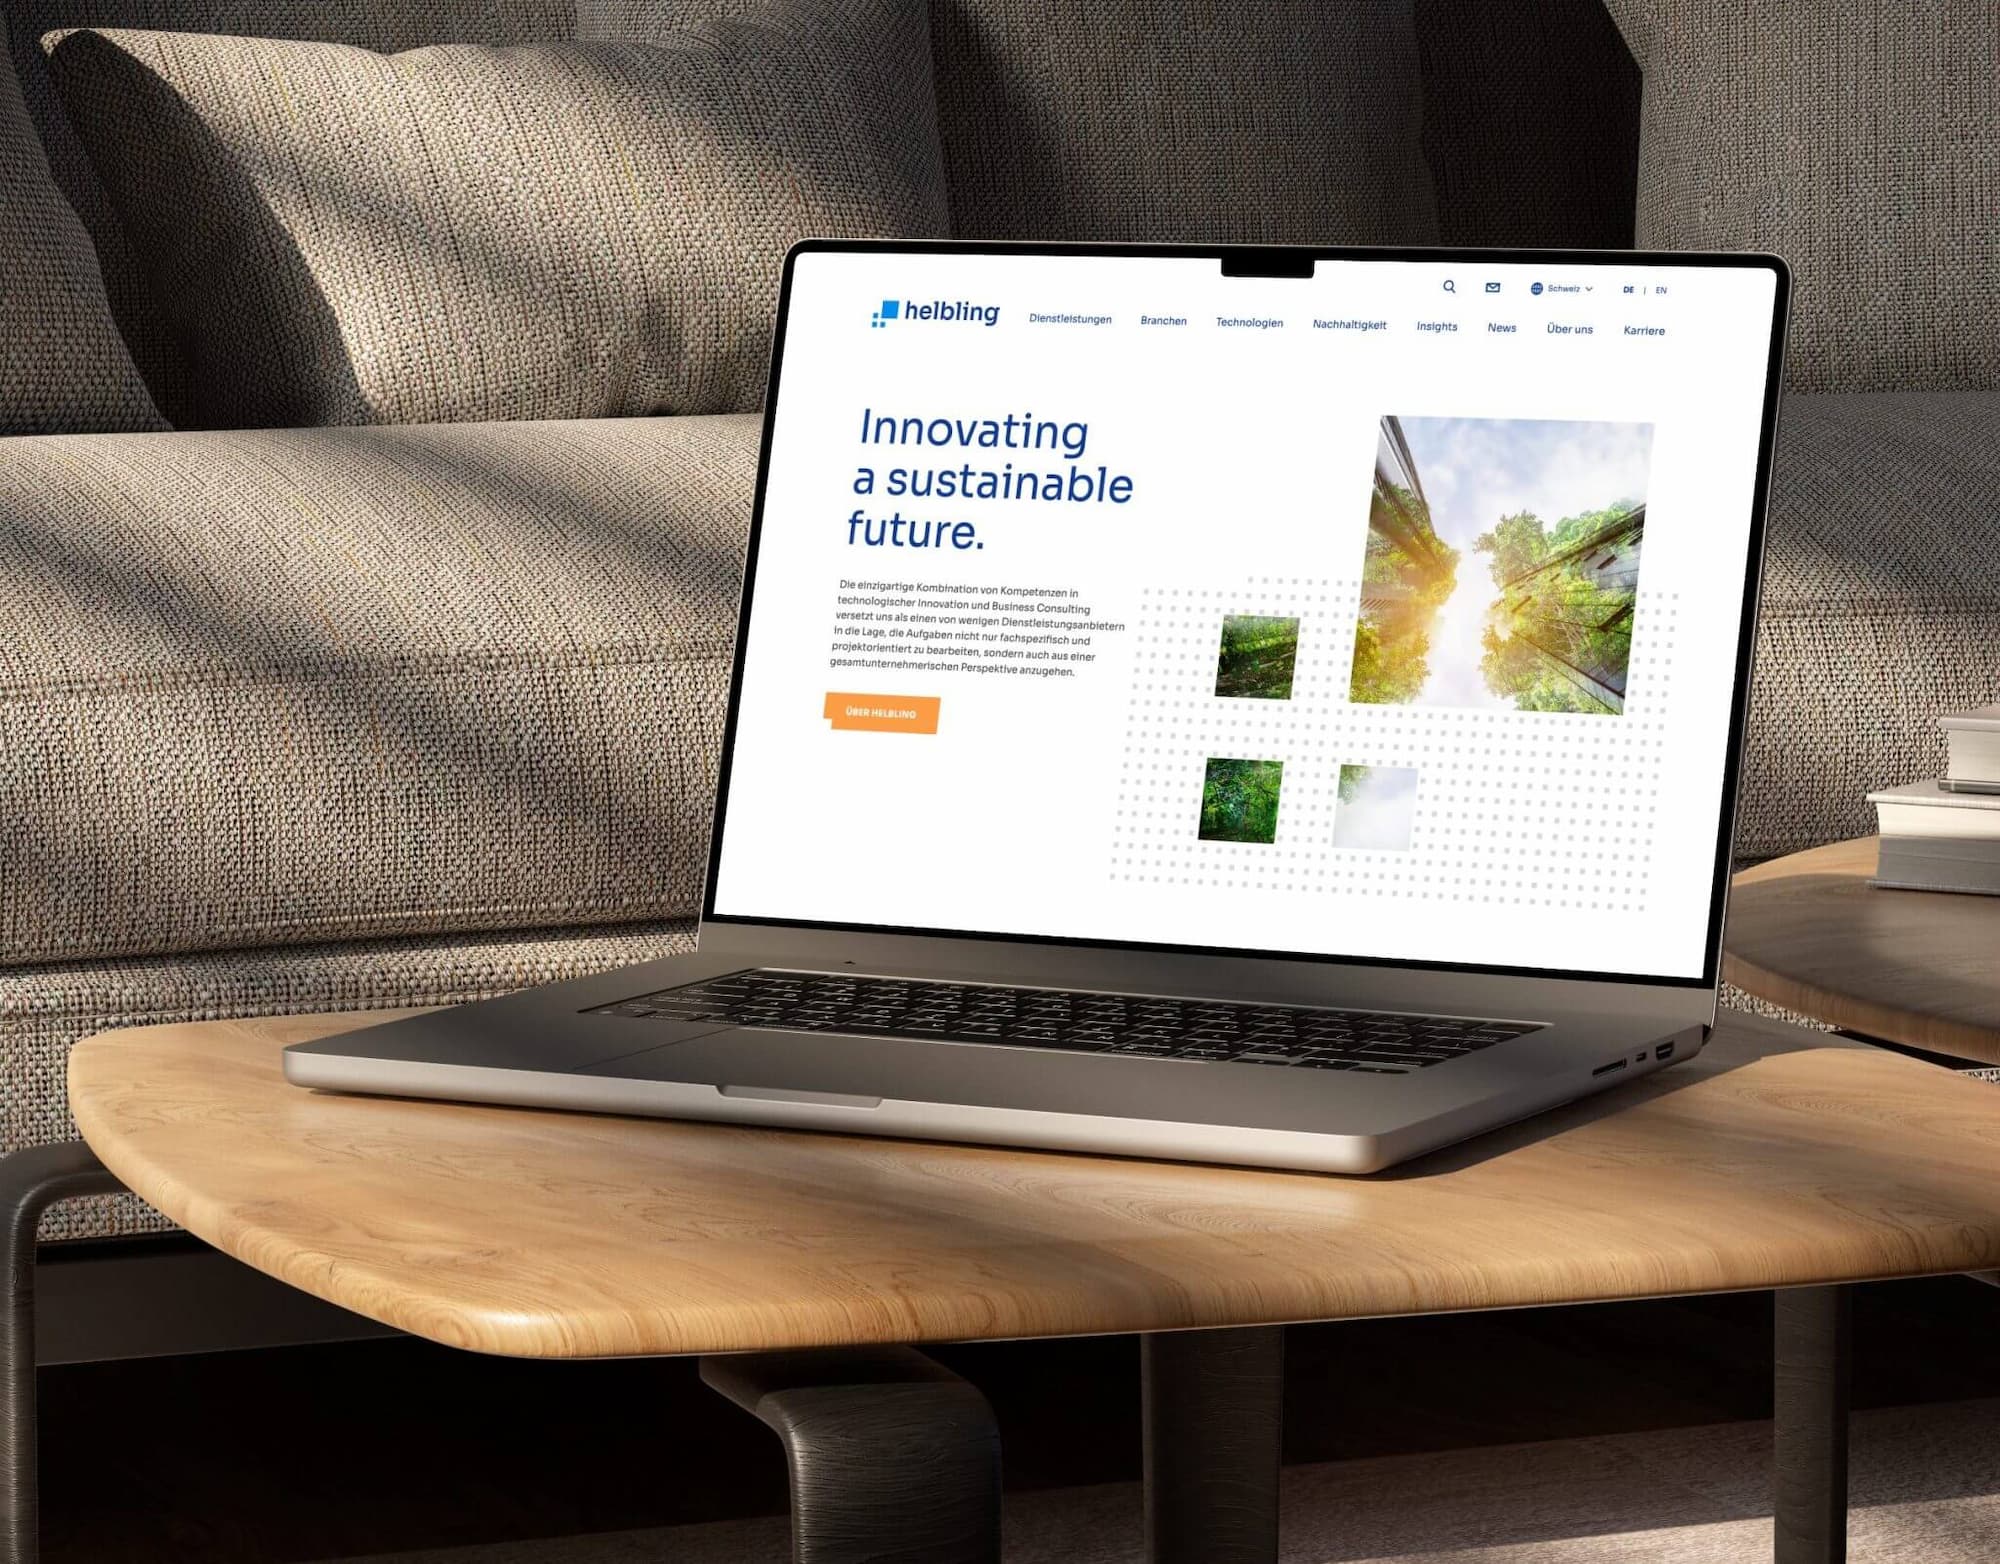 Schweiz
DE | EN
helbling
Dienstleistungen Branchen Technologien Nachhaltigkeit Insights News Über uns Karriere
Innovating
a sustainable
future.
Die einzigartige Kombination von Kompetenzen in
technologischer Innovation und Business Consulting
versetzt uns als einen von wenigen Dienstleistungsanbietern
in die Lage, die Aufgaben nicht nur fachspezifisch und
projektorientiert zu bearbeiten, sondern auch aus einer
gesamtunternehmerischen Perspektive anzugehen.
ÜBER HELBLING